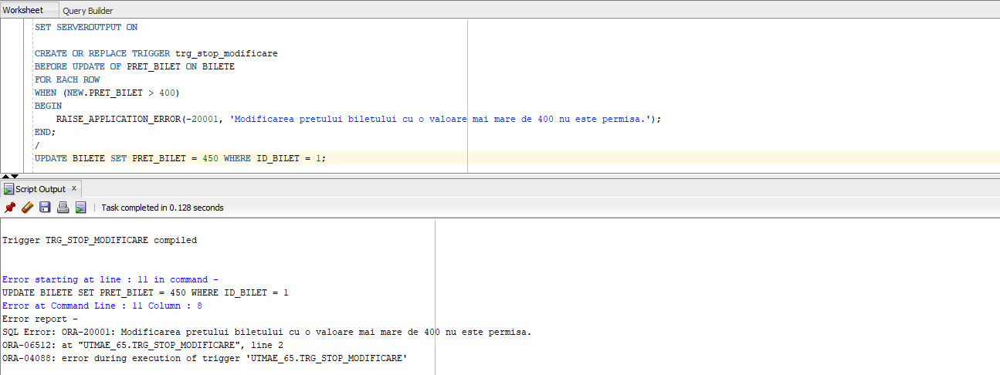 Worksheet Query Builder
SET SERVEROUTPUT ON
CREATE OR REPLACE TRIGGER trg_stop_modificare
BEFORE UPDATE OF PRET_BILET ON BILETE
FOR EACH ROW
WHEN (NEW.PRET_BILET > 400)
BEGIN
    RAISE_APPLICATION_ERROR(-20001, 'Modificarea pretului biletului cu o valoare mai mare de 400 nu este permisa.');
END;
/
UPDATE BILETE SET PRET_BILET = 450 WHERE ID_BILET = 1;
Script Output x
Task completed in 0.128 seconds
Trigger TRG_STOP_MODIFICARE compiled
Error starting at line : 11 in command -
UPDATE BILETE SET PRET_BILET = 450 WHERE ID_BILET = 1
Error at Command Line : 11 Column : 8
Error report -
SQL Error: ORA-20001: Modificarea pretului biletului cu o valoare mai mare de 400 nu este permisa.
ORA-06512: at "UTMAE_65.TRG_STOP_MODIFICARE", line 2
ORA-04088: error during execution of trigger 'UTMAE_65.TRG_STOP_MODIFICARE'